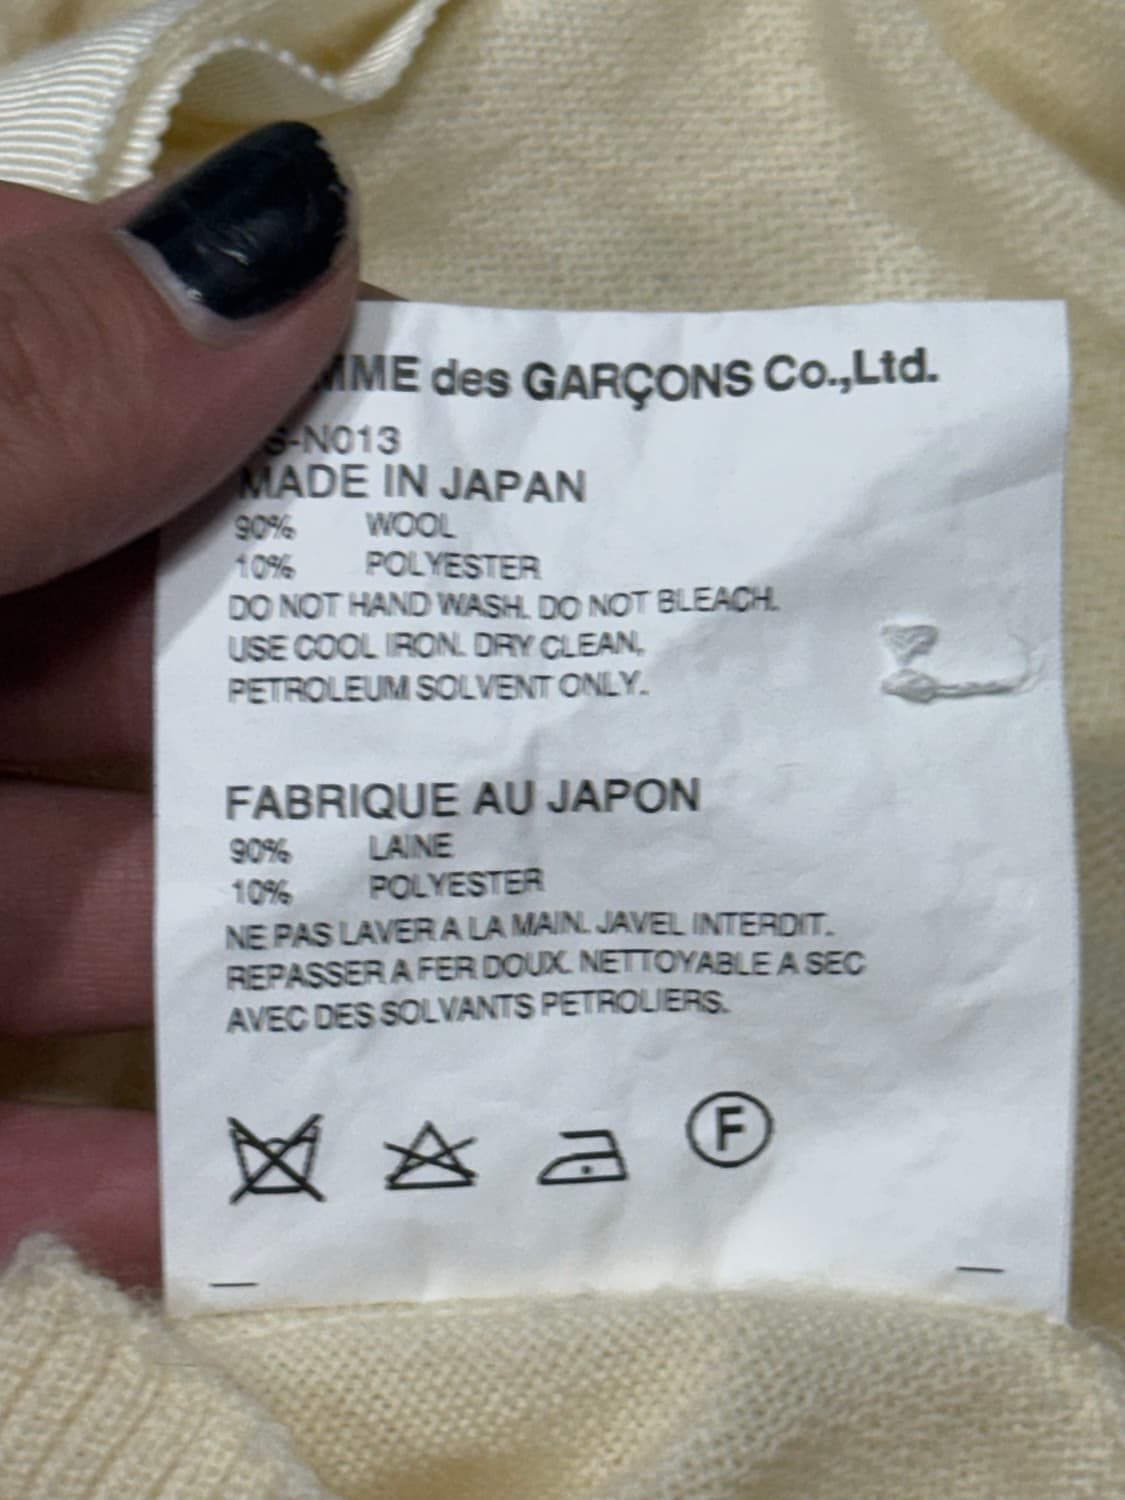 MME des GARÇONS Co.,Ltd.
S-N013
MADE IN JAPAN
90% WOOL
10% POLYESTER
DO NOT HAND WASH. DO NOT BLEACH.
USE COOL IRON. DRY CLEAN,
PETROLEUM SOLVENT ONLY.
FABRIQUE AU JAPON
90% LAINE
10% POLYESTER
NE PAS LAVER A LA MAIN. JAVEL INTERDIT.
REPASSER A FER DOUX. NETTOYABLE A SEC
AVEC DES SOLVANTS PETROLIERS.
F